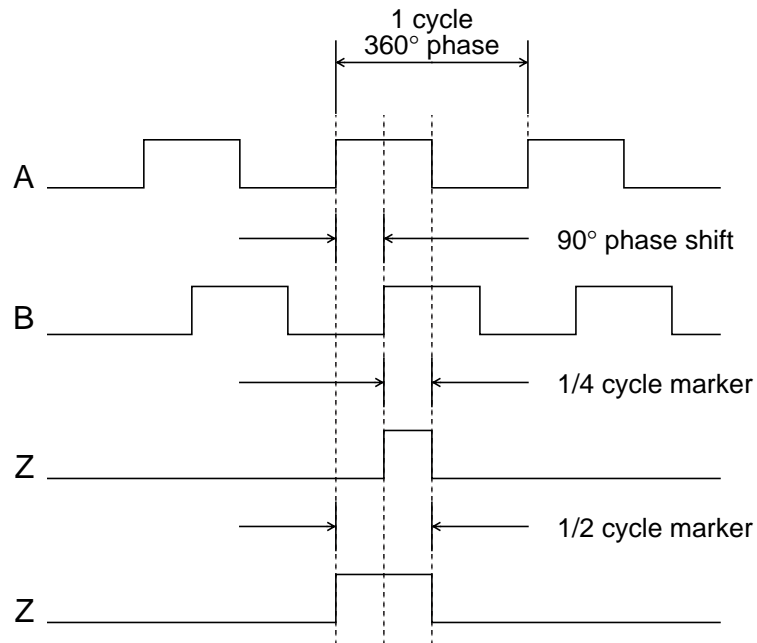 1 cycle
360° phase
A
90° phase shift
B
1/4 cycle marker
Z
1/2 cycle marker
Z